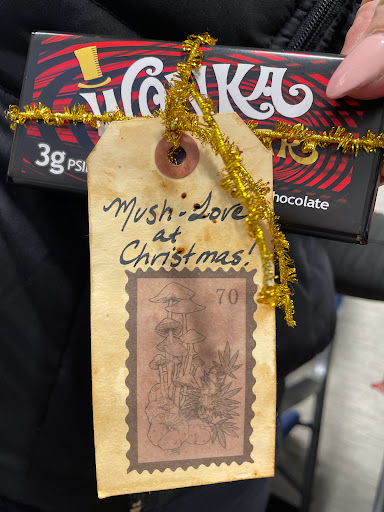 WONKA
3g PSI
chocolate
Mush-Love
at
Christmas!
70